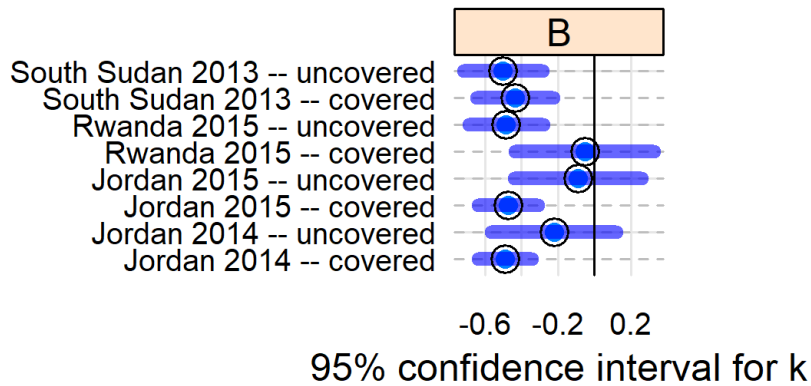 B
South Sudan 2013 -- uncovered
South Sudan 2013 -- covered
Rwanda 2015 -- uncovered
Rwanda 2015 -- covered
Jordan 2015 -- uncovered
Jordan 2015 -- covered
Jordan 2014 -- uncovered
Jordan 2014 -- covered
-0.6 -0.2 0.2
95% confidence interval for k